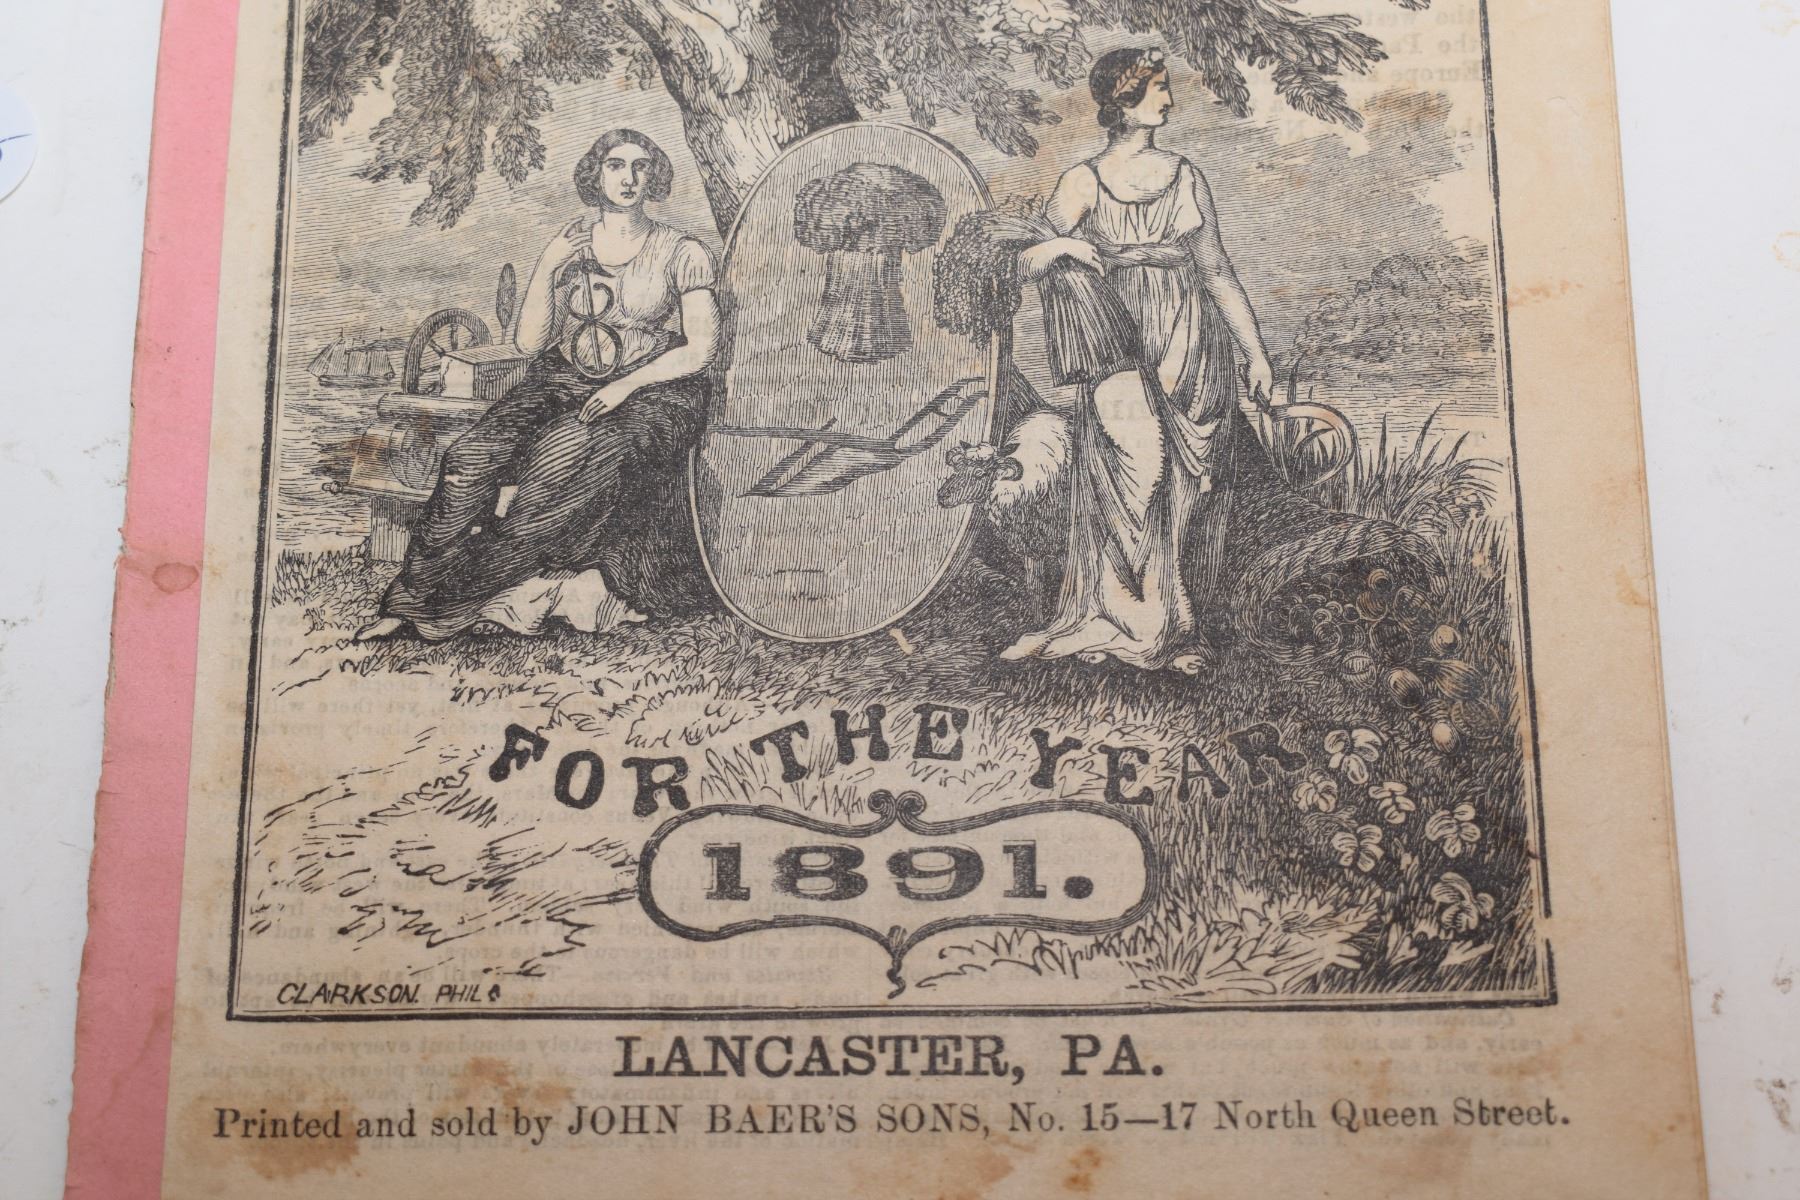 FOR THE YEAR
1891.
CLARKSON. PHIL
LANCASTER, PA.
Printed and sold by JOHN BAER'S SONS, No. 15—17 North Queen Street.